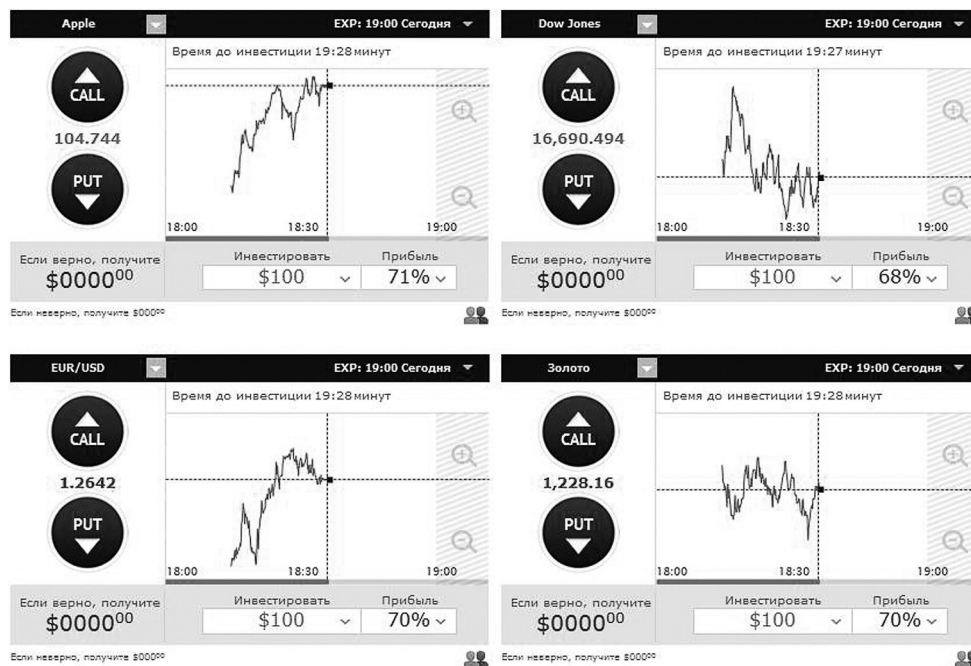 Apple
EXP: 19:00 Сегодня
Время до инвестиции 19:28 минут
CALL
104.744
PUT
18:00 18:30 19:00
Если верно, получите
$0000⁰⁰
Инвестировать
$100
Прибыль
71%
Если неверно, получите $000⁰⁰
Dow Jones
EXP: 19:00 Сегодня
Время до инвестиции 19:27 минут
CALL
16,690.494
PUT
18:00 18:30 19:00
Если верно, получите
$0000⁰⁰
Инвестировать
$100
Прибыль
68%
Если неверно, получите $000⁰⁰
EUR/USD
EXP: 19:00 Сегодня
Время до инвестиции 19:28 минут
CALL
1.2642
PUT
18:00 18:30 19:00
Если верно, получите
$0000⁰⁰
Инвестировать
$100
Прибыль
70%
Если неверно, получите $000⁰⁰
Золото
EXP: 19:00 Сегодня
Время до инвестиции 19:28 минут
CALL
1,228.16
PUT
18:00 18:30 19:00
Если верно, получите
$0000⁰⁰
Инвестировать
$100
Прибыль
70%
Если неверно, получите $000⁰⁰